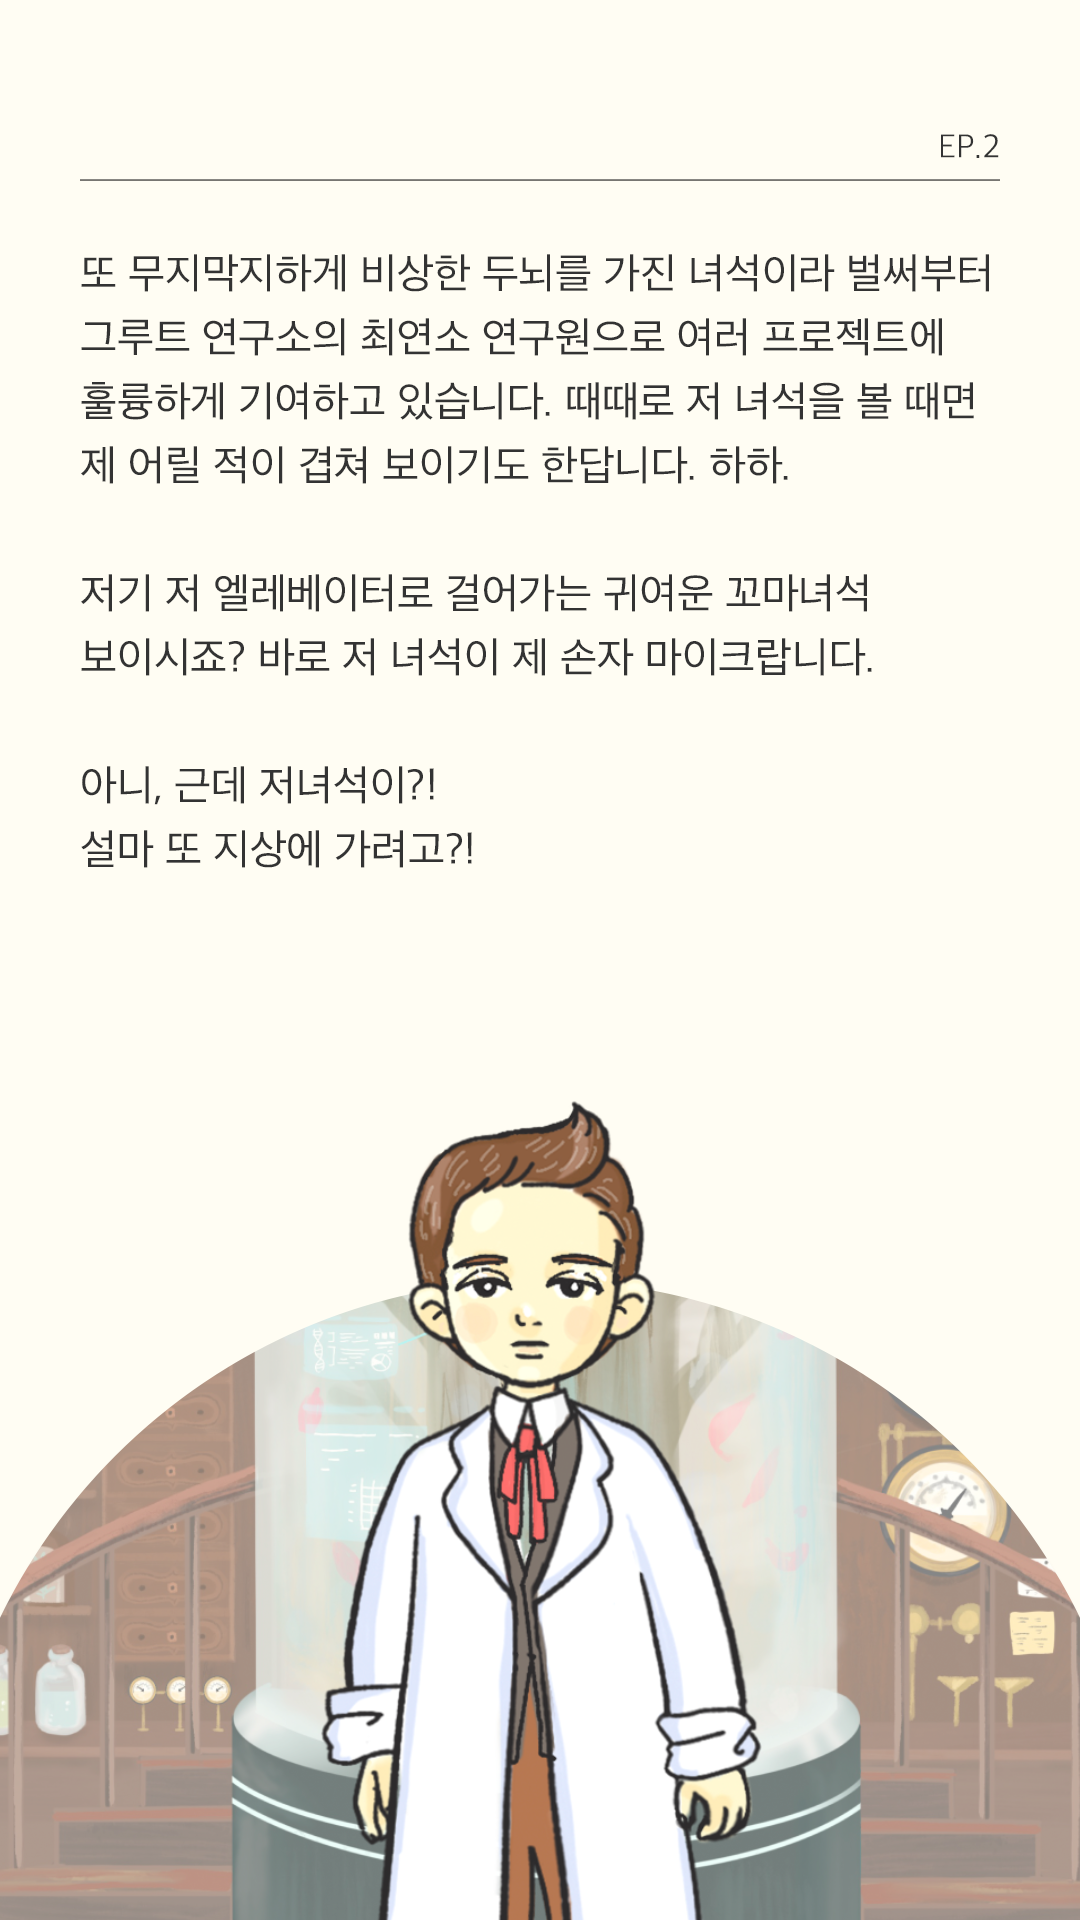 EP.2
또 무지막지하게 비상한 두뇌를 가진 녀석이라 벌써부터
그루트 연구소의 최연소 연구원으로 여러 프로젝트에
훌륭하게 기여하고 있습니다. 때때로 저 녀석을 볼 때면
제 어릴 적이 겹쳐 보이기도 한답니다. 하하.
저기 저 엘레베이터로 걸어가는 귀여운 꼬마녀석
보이시죠? 바로 저 녀석이 제 손자 마이크랍니다.
아니, 근데 저녀석이?!
설마 또 지상에 가려고?!